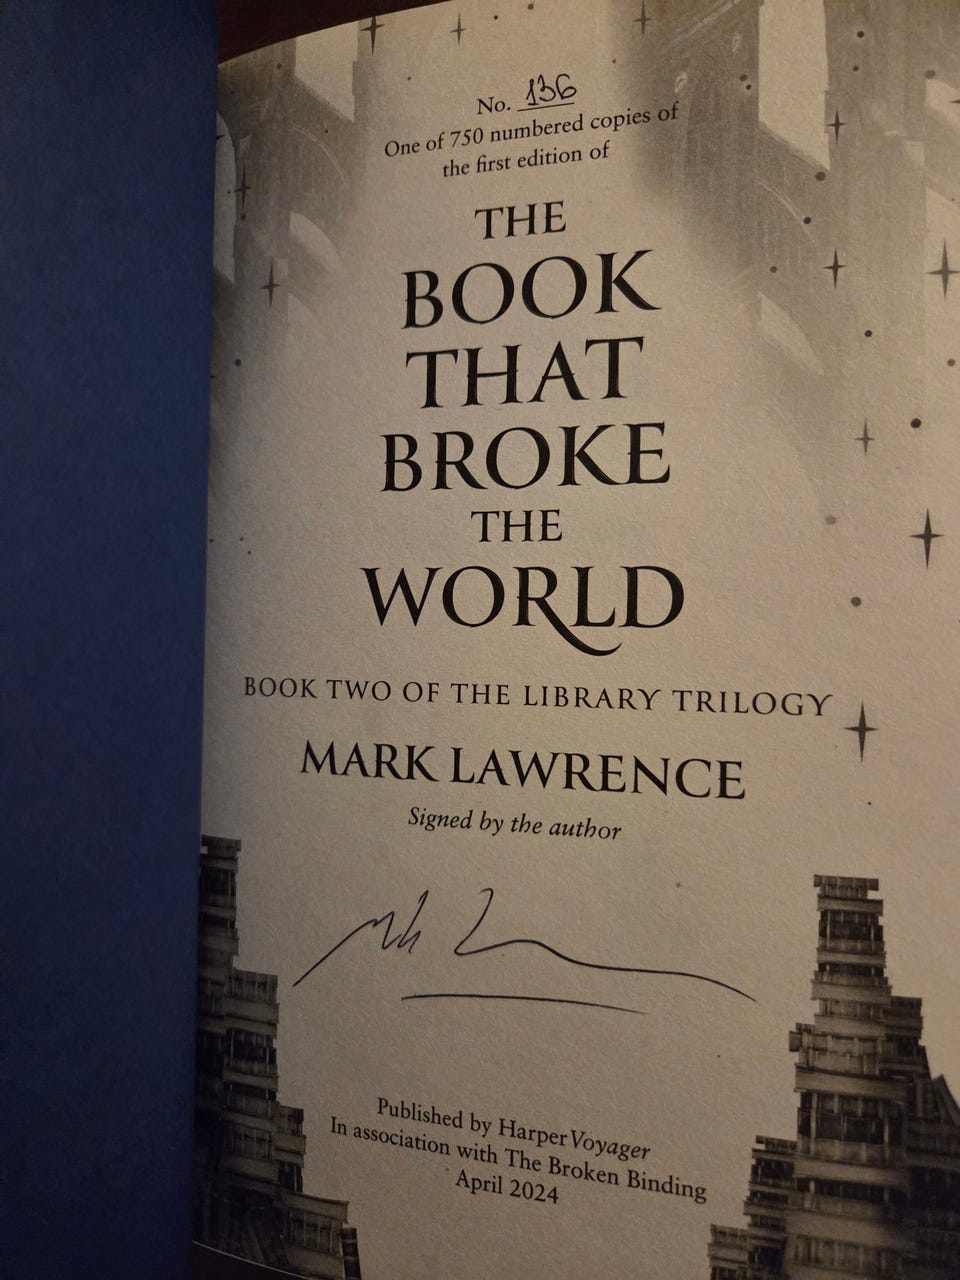 No. 136
One of 750 numbered copies of
the first edition of
THE
BOOK
THAT
BROKE
THE
WORLD
BOOK TWO OF THE LIBRARY TRILOGY
MARK LAWRENCE
Signed by the author
Published by HarperVoyager
In association with The Broken Binding
April 2024